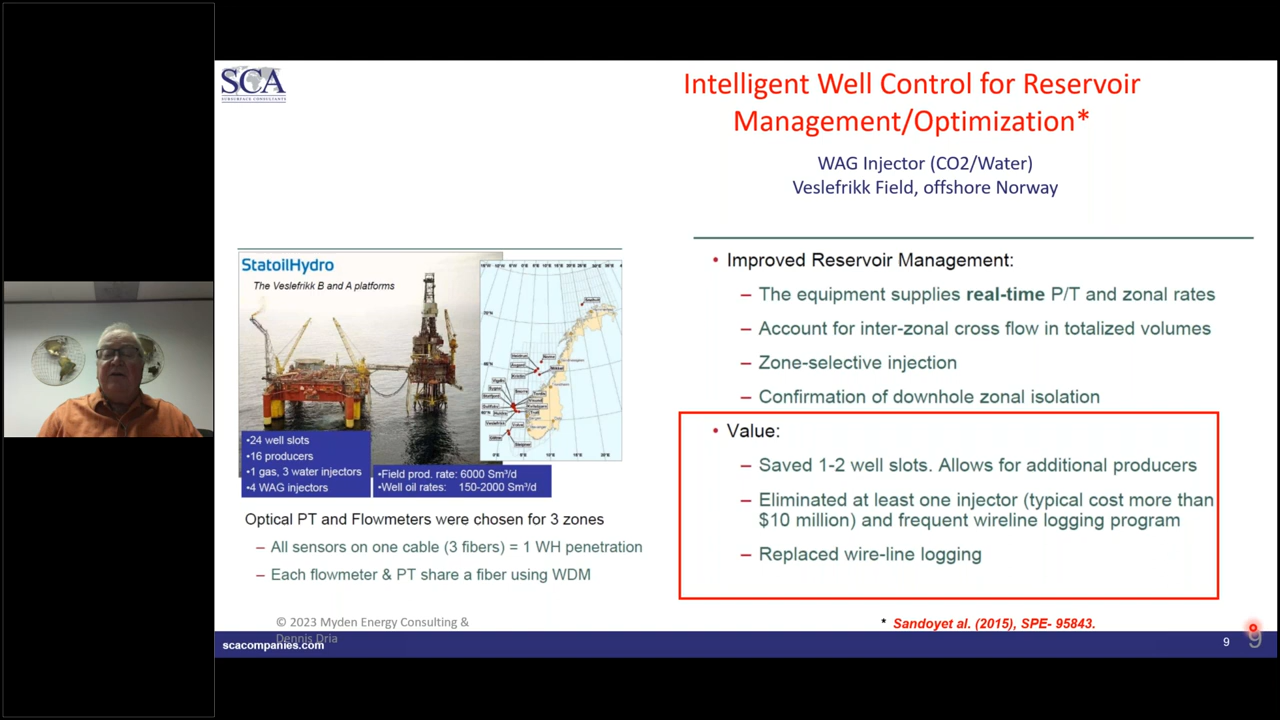 SCA
SUBSURFACE CONSULTANTS
Intelligent Well Control for Reservoir
Management/Optimization*
WAG Injector (CO2/Water)
Veslefrikk Field, offshore Norway
StatoilHydro
The Veslefrikk B and A platforms
•24 well slots
•16 producers
•1 gas, 3 water injectors
•4 WAG injectors
•Field prod. rate: 6000 Sm³/d
•Well oil rates: 150-2000 Sm³/d
Optical PT and Flowmeters were chosen for 3 zones
– All sensors on one cable (3 fibers) = 1 WH penetration
– Each flowmeter & PT share a fiber using WDM
• Improved Reservoir Management:
– The equipment supplies real-time P/T and zonal rates
– Account for inter-zonal cross flow in totalized volumes
– Zone-selective injection
– Confirmation of downhole zonal isolation
• Value:
– Saved 1-2 well slots. Allows for additional producers
– Eliminated at least one injector (typical cost more than
$10 million) and frequent wireline logging program
– Replaced wire-line logging
© 2023 Myden Energy Consulting &
Dennis Dria
* Sandoyet al. (2015), SPE- 95843.
scacompanies.com
9
9